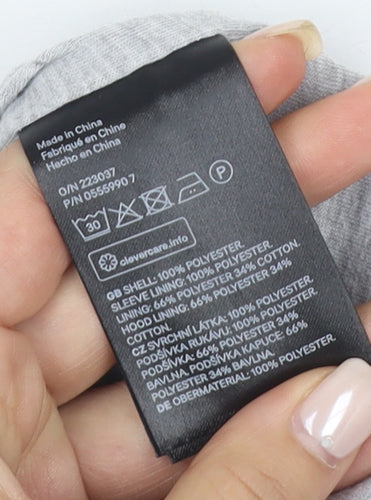 Made in China
Fabriqué en Chine
Hecho en China
O/N 223037
P/N 0555990 7
30
P
clevercare.info
GB SHELL: 100% POLYESTER.
SLEEVE LINING: 100% POLYESTER.
LINING: 66% POLYESTER 34% COTTON.
HOOD LINING: 66% POLYESTER 34%
COTTON.
CZ SVRCHNÍ LÁTKA: 100% POLYESTER.
PODŠÍVKA RUKÁVU: 100% POLYESTER.
PODŠÍVKA: 66% POLYESTER 34%
BAVLNA. PODŠÍVKA KAPUCE: 66%
POLYESTER 34% BAVLNA.
DE OBERMATERIAL: 100% POLYESTER.